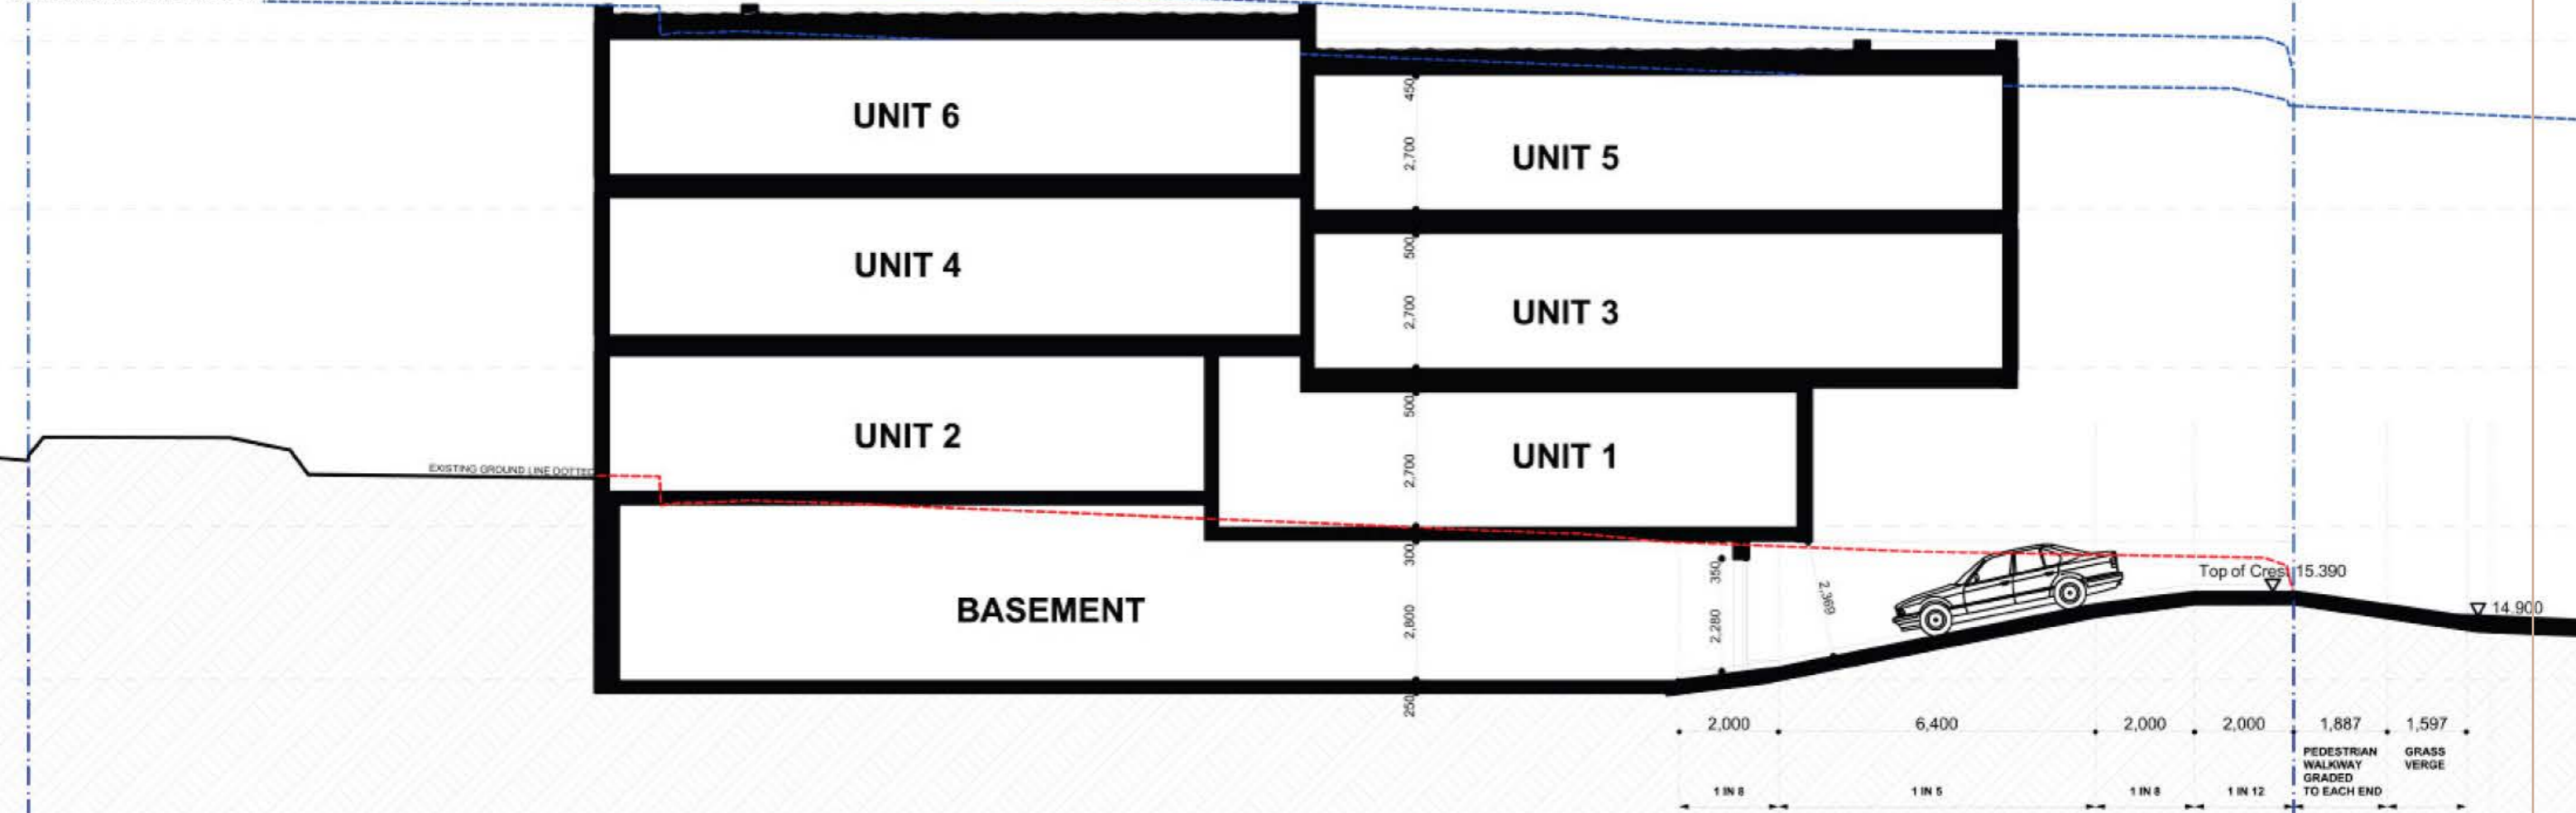 UNIT 6
UNIT 5
UNIT 4
UNIT 3
UNIT 2
UNIT 1
BASEMENT
450
2,700
500
2,700
500
2,700
300
2,800
250
EXISTING GROUND LINE DOTTED
350
2,280
2,369
Top of Crest 15.390
14.900
2,000
6,400
2,000
2,000
1,887
1,597
PEDESTRIAN
WALKWAY
GRADED
TO EACH END
GRASS
VERGE
1 IN 8
1 IN 5
1 IN 8
1 IN 12